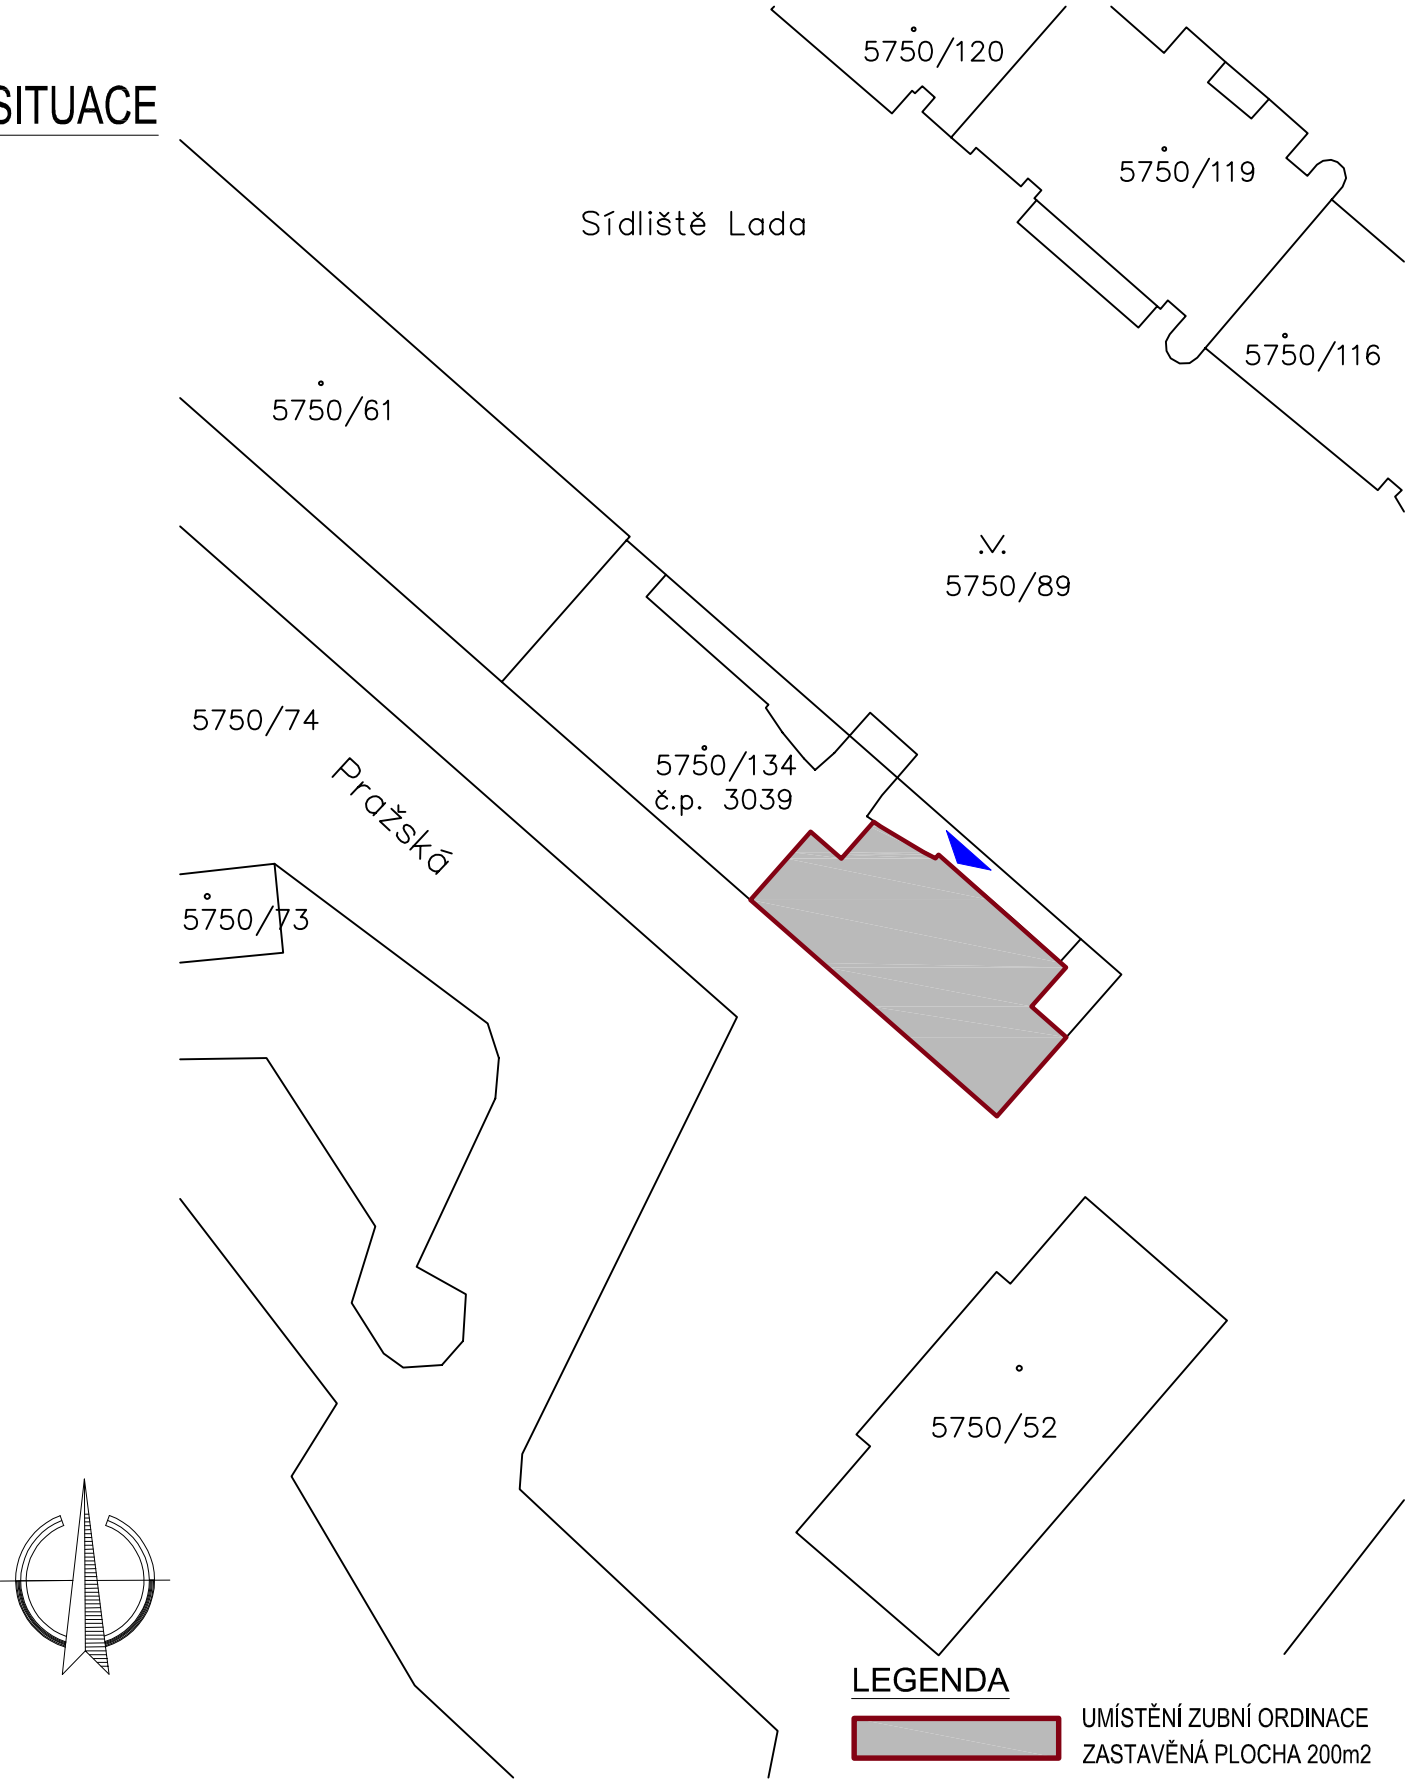 SITUACE
5750/120
5750/119
Sídliště Lada
5750/116
5750/61
5750/89
5750/74
5750/134
č.p. 3039
Pražská
5750/73
5750/52
LEGENDA
UMÍSTĚNÍ ZUBNÍ ORDINACE
ZASTAVĚNÁ PLOCHA 200m2